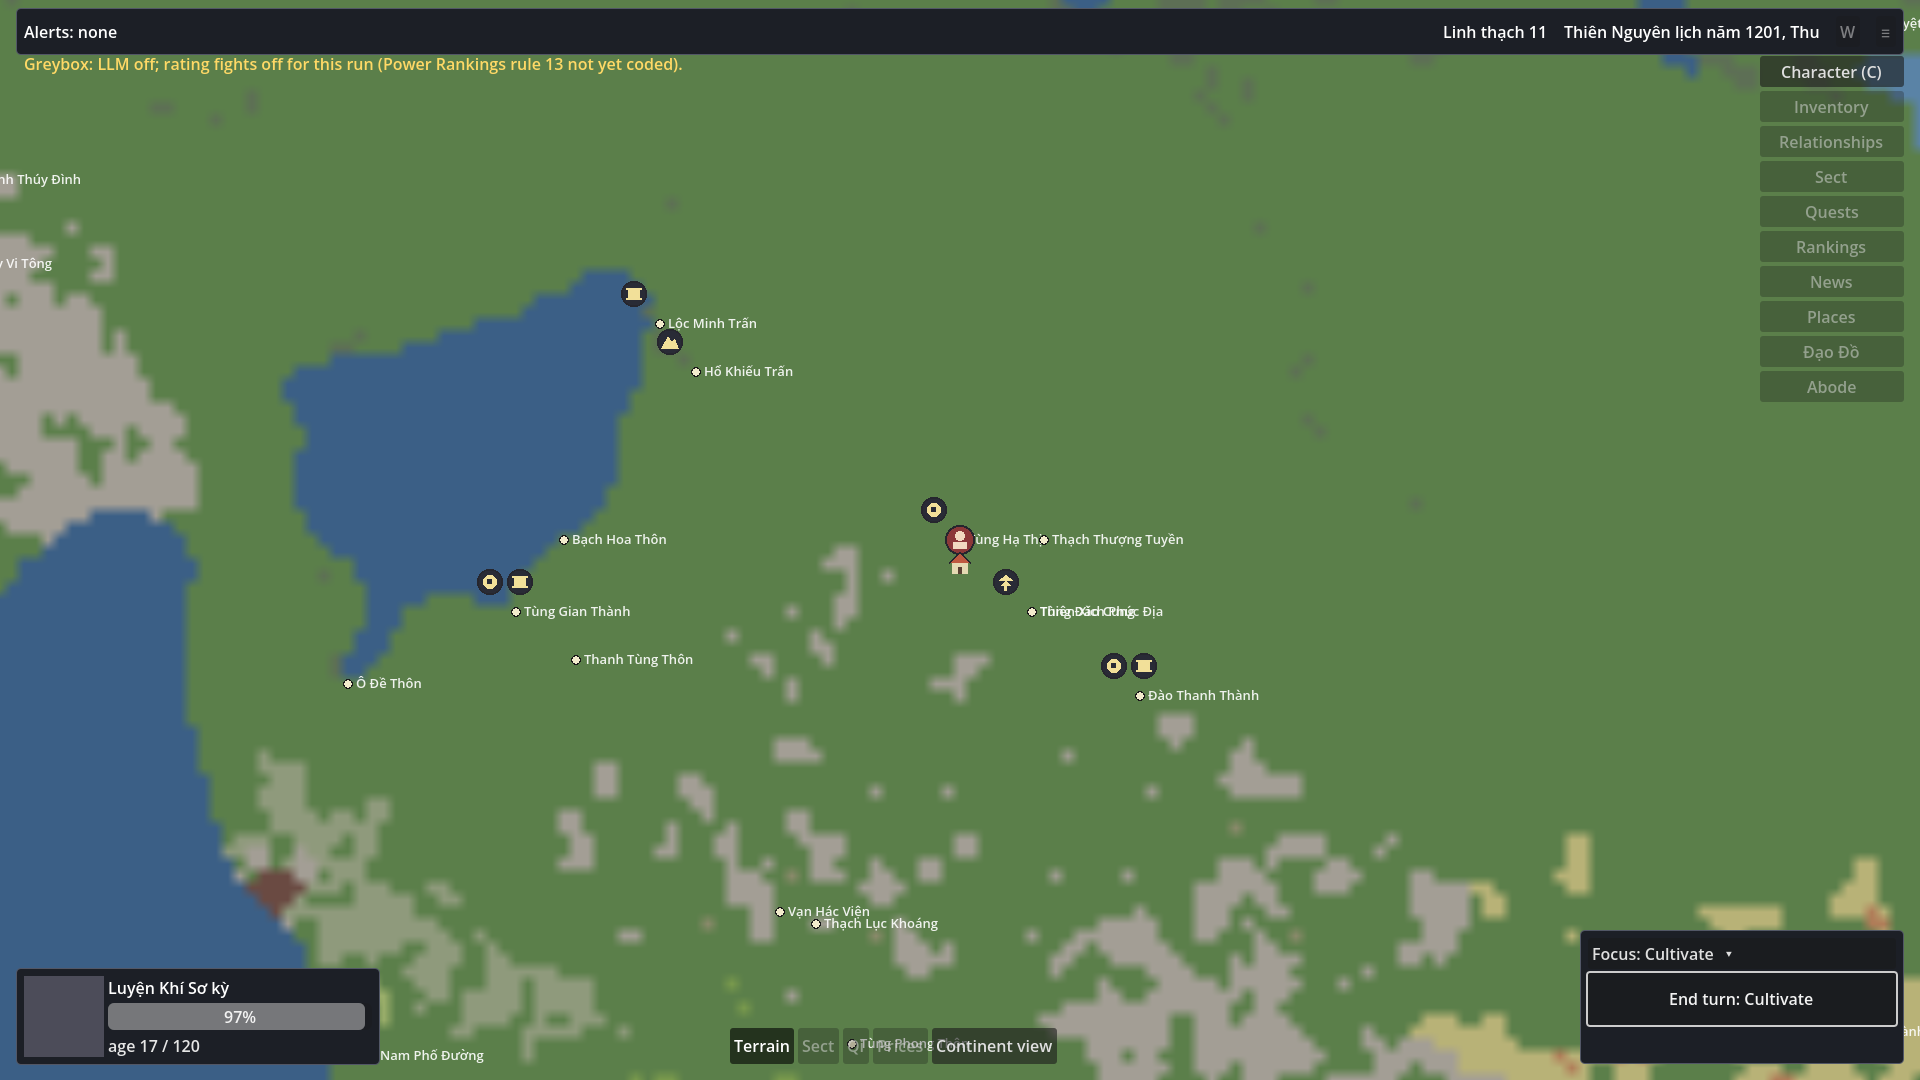 Alerts: none
Linh thạch 11 Thiên Nguyên lịch năm 1201, Thu W ≡
Greybox: LLM off; rating fights off for this run (Power Rankings rule 13 not yet coded).
Character (C)
Inventory
Relationships
Sect
Quests
Rankings
News
Places
Đạo Đồ
Abode
nh Thúy Đình
Vi Tông
Lộc Minh Trấn
Hổ Khiếu Trấn
Bạch Hoa Thôn
Thạch Thượng Tuyền
Tùng Gian Thành
Thanh Tùng Thôn
Ô Đề Thôn
Đào Thanh Thành
Vạn Hác Viện
Thạch Lục Khoáng
Nam Phố Đường
Luyện Khí Sơ kỳ
97%
age 17 / 120
Terrain Sect Qi Continent view
Focus: Cultivate ▾
End turn: Cultivate